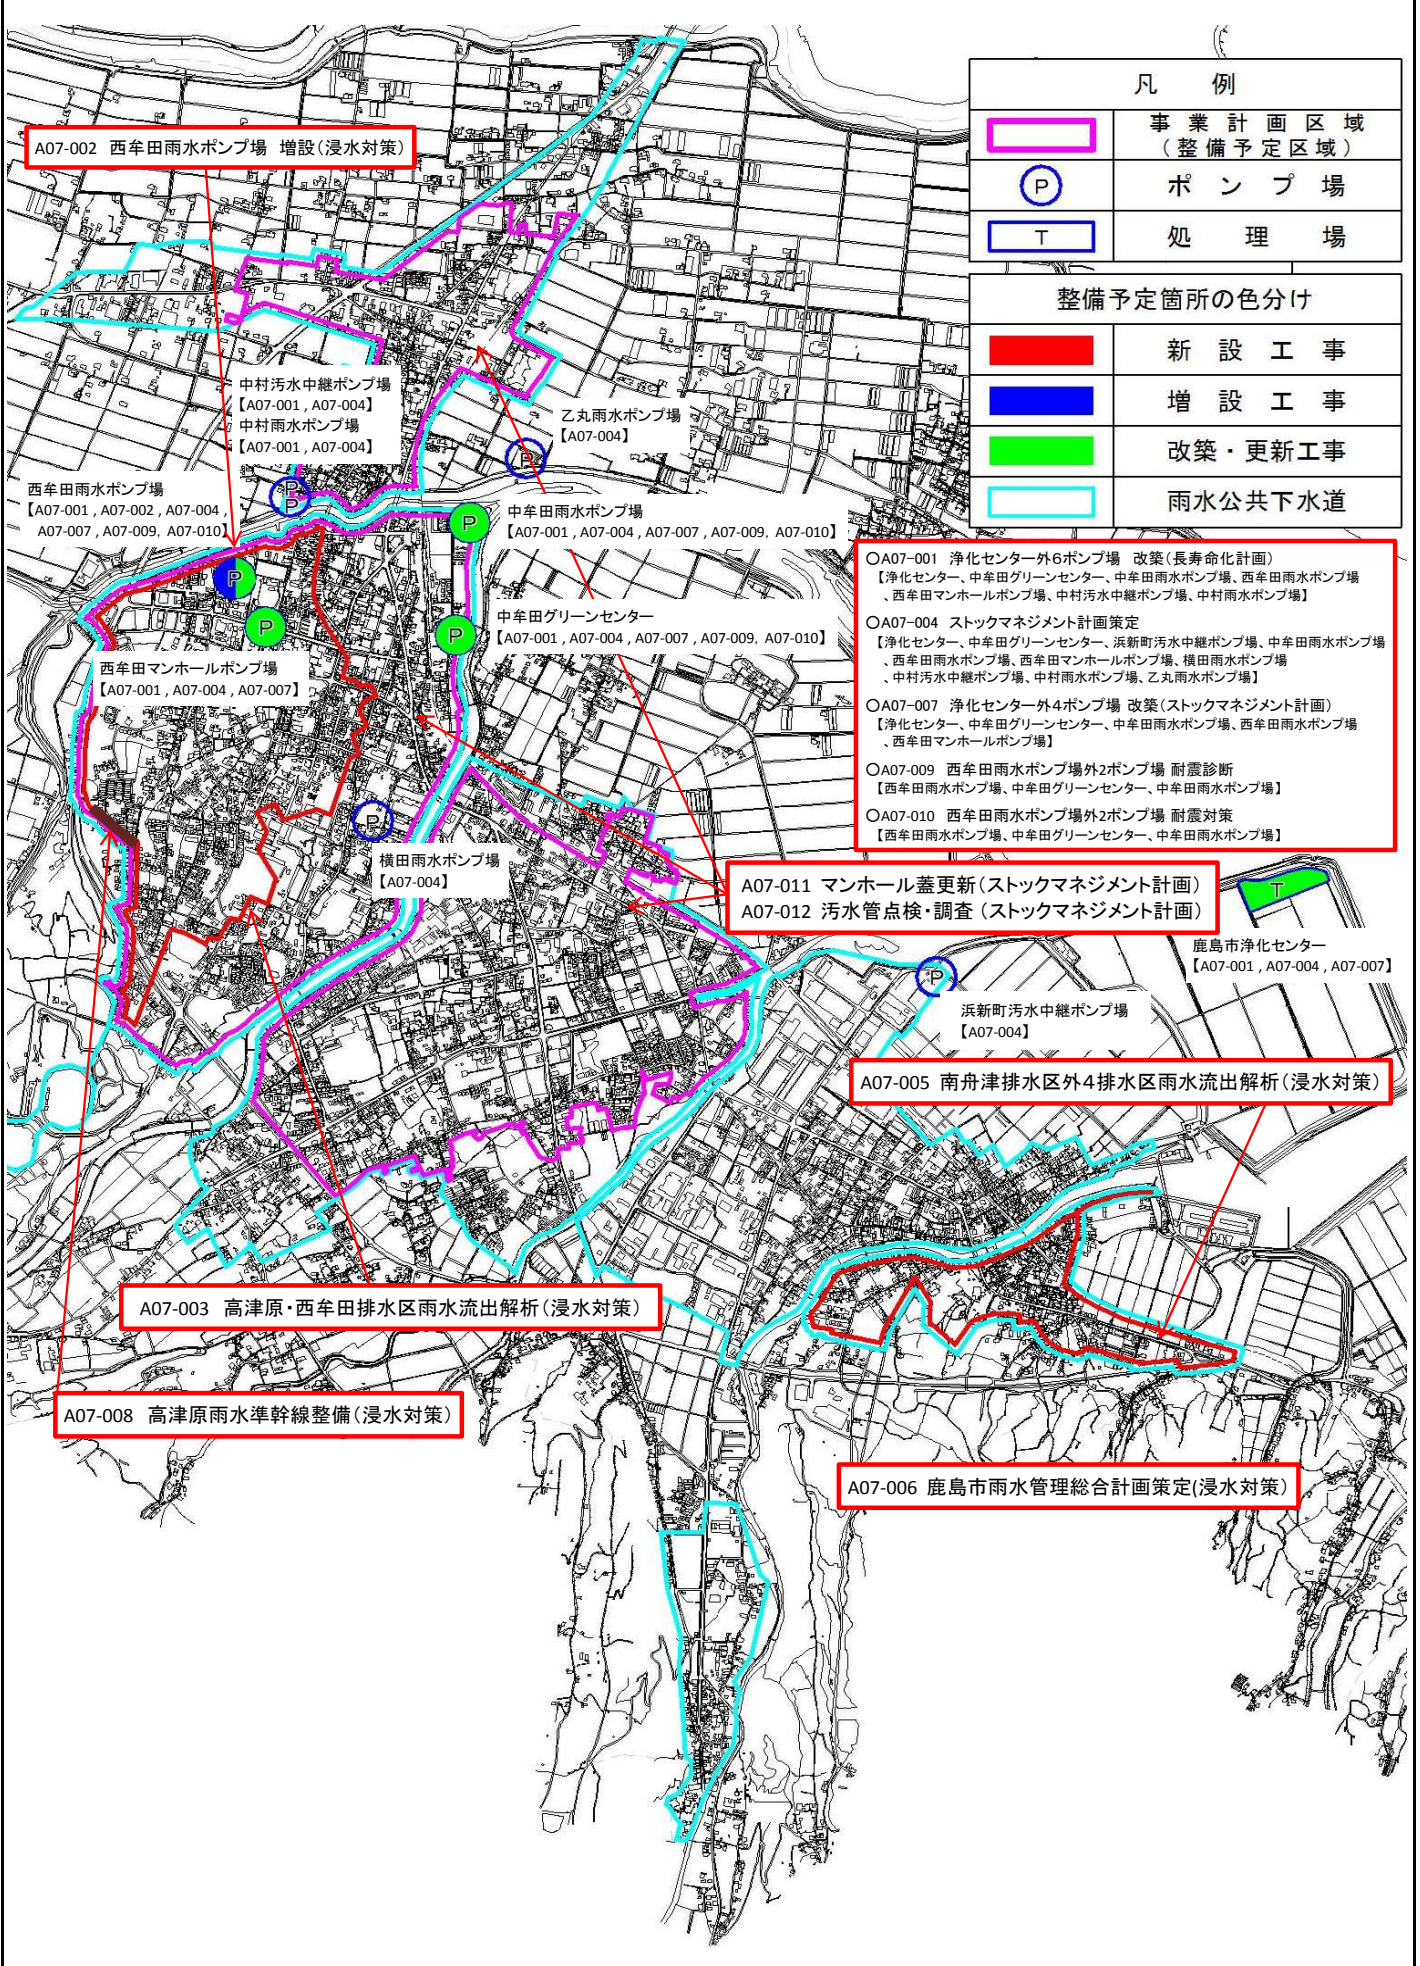 凡 例
事業計画区域
（整備予定区域）
P
ポンプ場
T
処理場
整備予定箇所の色分け
新設工事
増設工事
改築・更新工事
雨水公共下水道
A07-002 西牟田雨水ポンプ場 増設(浸水対策)
中村汚水中継ポンプ場
【A07-001 , A07-004】
中村雨水ポンプ場
【A07-001 , A07-004】
乙丸雨水ポンプ場
【A07-004】
P
P
P
西牟田雨水ポンプ場
【A07-001 , A07-002 , A07-004 ,
A07-007 , A07-009, A07-010】
中牟田雨水ポンプ場
【A07-001 , A07-004 , A07-007 , A07-009, A07-010】
P
P
P
P
中牟田グリーンセンター
【A07-001 , A07-004 , A07-007 , A07-009, A07-010】
西牟田マンホールポンプ場
【A07-001 , A07-004 , A07-007】
○A07-001 浄化センター外6ポンプ場 改築(長寿命化計画)
【浄化センター、中牟田グリーンセンター、中牟田雨水ポンプ場、西牟田雨水ポンプ場
、西牟田マンホールポンプ場、中村汚水中継ポンプ場、中村雨水ポンプ場】
○A07-004 ストックマネジメント計画策定
【浄化センター、中牟田グリーンセンター、浜新町汚水中継ポンプ場、中牟田雨水ポンプ場
、西牟田雨水ポンプ場、西牟田マンホールポンプ場、横田雨水ポンプ場
、中村汚水中継ポンプ場、中村雨水ポンプ場、乙丸雨水ポンプ場】
○A07-007 浄化センター外4ポンプ場 改築(ストックマネジメント計画)
【浄化センター、中牟田グリーンセンター、中牟田雨水ポンプ場、西牟田雨水ポンプ場
、西牟田マンホールポンプ場】
○A07-009 西牟田雨水ポンプ場外2ポンプ場 耐震診断
【西牟田雨水ポンプ場、中牟田グリーンセンター、中牟田雨水ポンプ場】
○A07-010 西牟田雨水ポンプ場外2ポンプ場 耐震対策
【西牟田雨水ポンプ場、中牟田グリーンセンター、中牟田雨水ポンプ場】
P
横田雨水ポンプ場
【A07-004】
A07-011 マンホール蓋更新(ストックマネジメント計画)
A07-012 汚水管点検・調査 (ストックマネジメント計画)
T
鹿島市浄化センター
【A07-001 , A07-004 , A07-007】
P
浜新町汚水中継ポンプ場
【A07-004】
A07-005 南舟津排水区外4排水区雨水流出解析(浸水対策)
A07-003 高津原・西牟田排水区雨水流出解析(浸水対策)
A07-008 高津原雨水準幹線整備(浸水対策)
A07-006 鹿島市雨水管理総合計画策定(浸水対策)